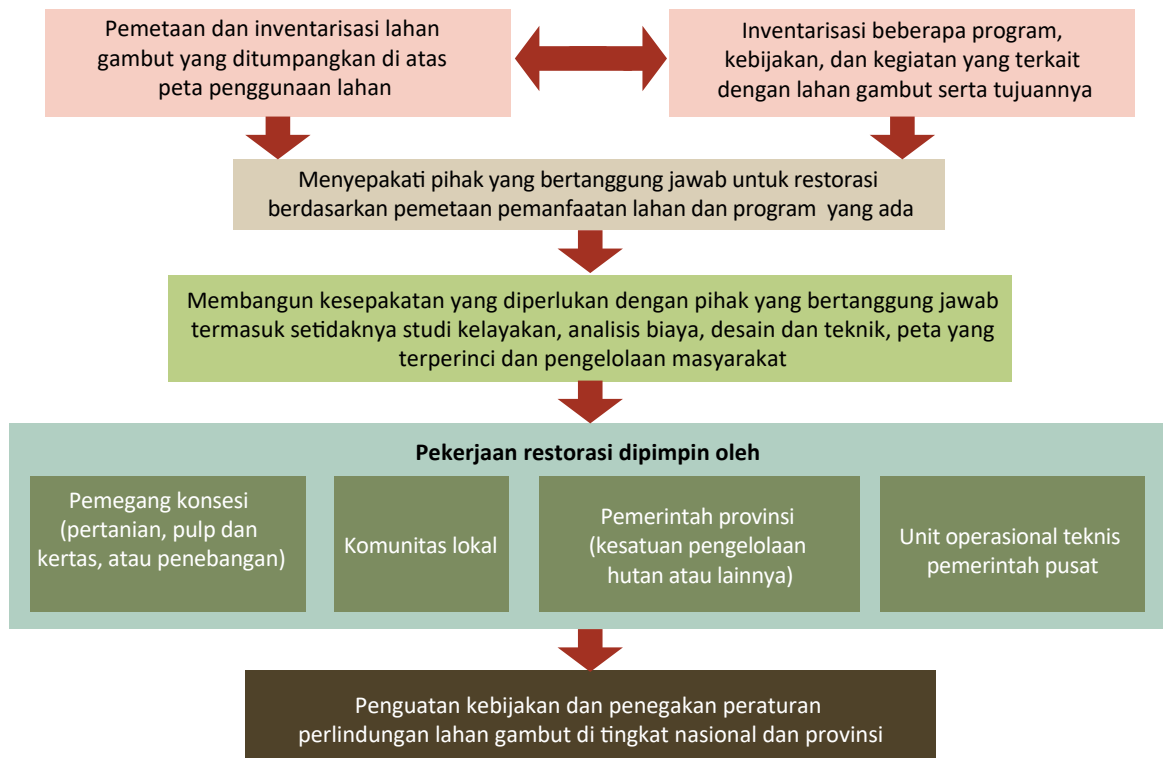 Pemetaan dan inventarisasi lahan
gambut yang ditumpangkan di atas
peta penggunaan lahan
Inventarisasi beberapa program,
kebijakan, dan kegiatan yang terkait
dengan lahan gambut serta tujuannya
Menyepakati pihak yang bertanggung jawab untuk restorasi
berdasarkan pemetaan pemanfaatan lahan dan program yang ada
Membangun kesepakatan yang diperlukan dengan pihak yang bertanggung jawab
termasuk setidaknya studi kelayakan, analisis biaya, desain dan teknik, peta yang
terperinci dan pengelolaan masyarakat
Pekerjaan restorasi dipimpin oleh
Pemegang konsesi
(pertanian, pulp dan
kertas, atau penebangan)
Komunitas lokal
Pemerintah provinsi
(kesatuan pengelolaan
hutan atau lainnya)
Unit operasional teknis
pemerintah pusat
Penguatan kebijakan dan penegakan peraturan
perlindungan lahan gambut di tingkat nasional dan provinsi